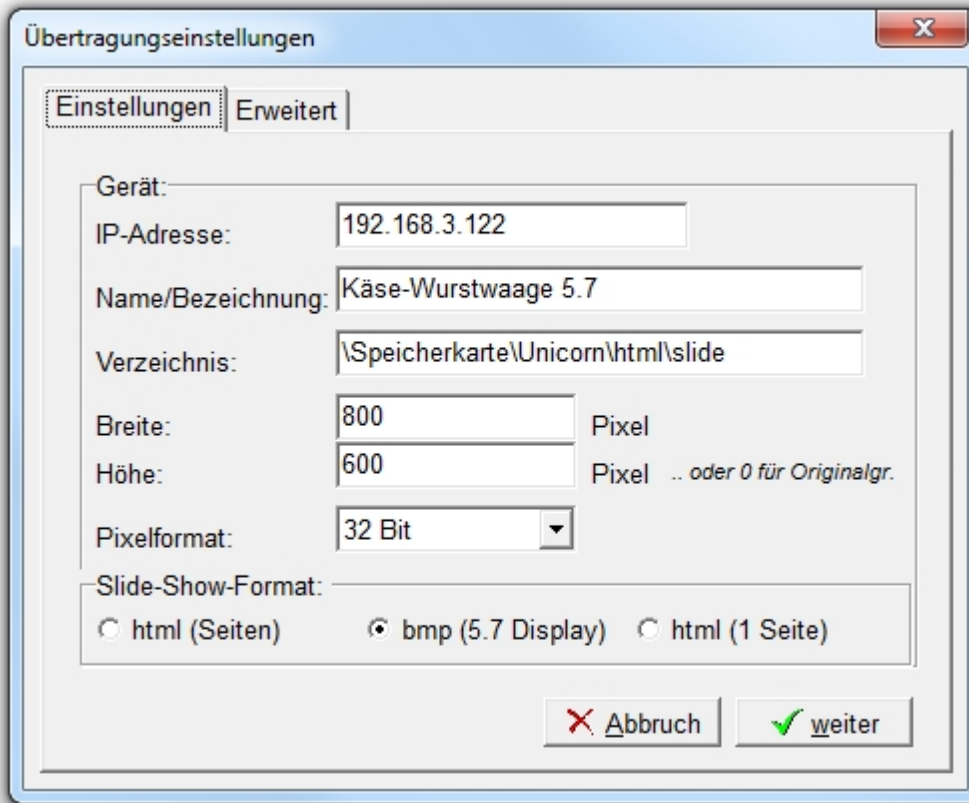 Übertragungseinstellungen
Einstellungen Erweitert
Gerät:
IP-Adresse: 192.168.3.122
Name/Bezeichnung: Käse-Wurstwaage 5.7
Verzeichnis: \Speicherkarte\Unicorn\html\slide
Breite: 800 Pixel
Höhe: 600 Pixel .. oder 0 für Originalgr.
Pixelformat: 32 Bit
Slide-Show-Format:
html (Seiten) bmp (5.7 Display) html (1 Seite)
Abbruch weiter